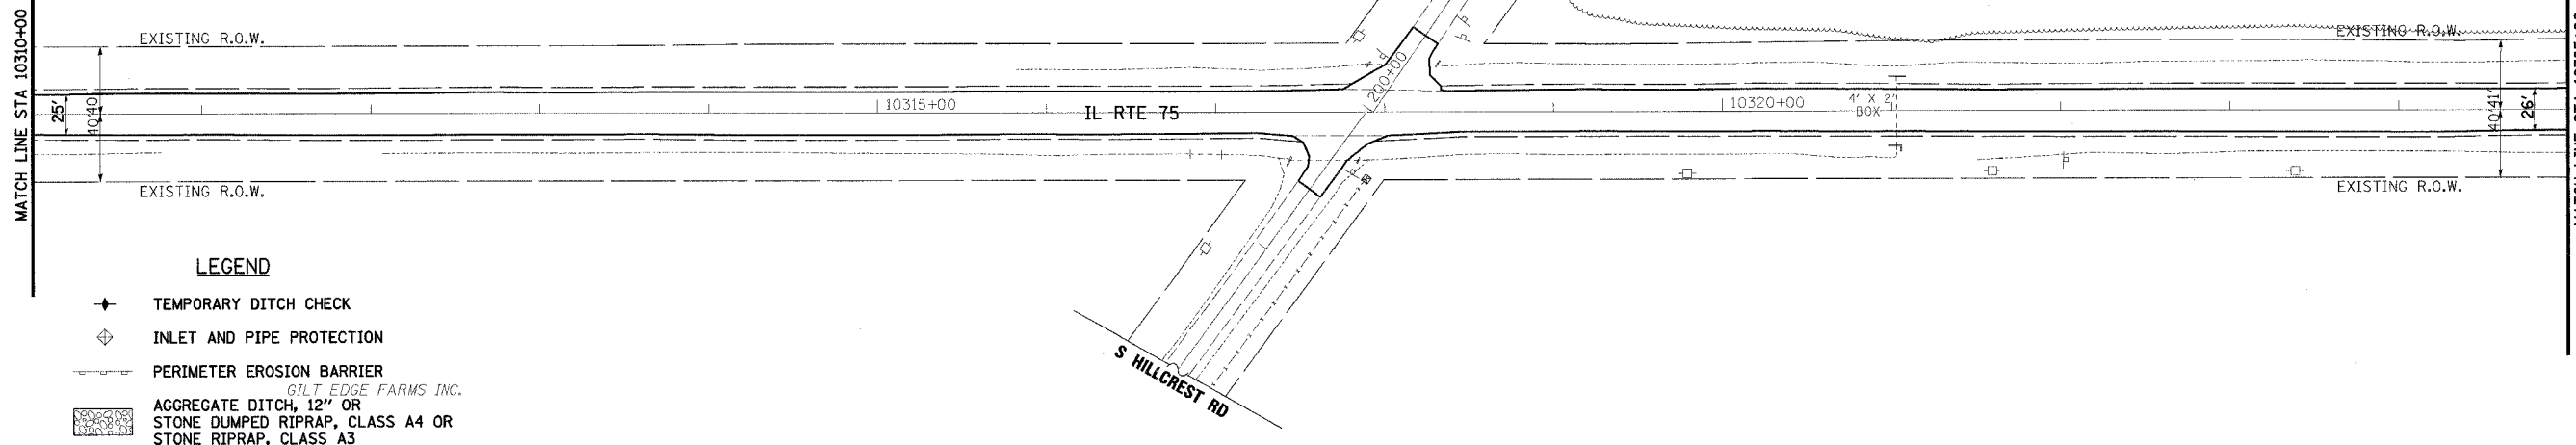 MATCH LINE STA 10310+00
EXISTING R.O.W.
EXISTING R.O.W.
25'
40'
40'
10315+00
IL RTE 75
200+00
10320+00
4' X 2'
BOX
41'
40'
26'
EXISTING R.O.W.
EXISTING R.O.W.
S HILLCREST RD
LEGEND
TEMPORARY DITCH CHECK
INLET AND PIPE PROTECTION
PERIMETER EROSION BARRIER
GILT EDGE FARMS INC.
AGGREGATE DITCH, 12" OR
STONE DUMPED RIPRAP, CLASS A4 OR
STONE RIPRAP, CLASS A3